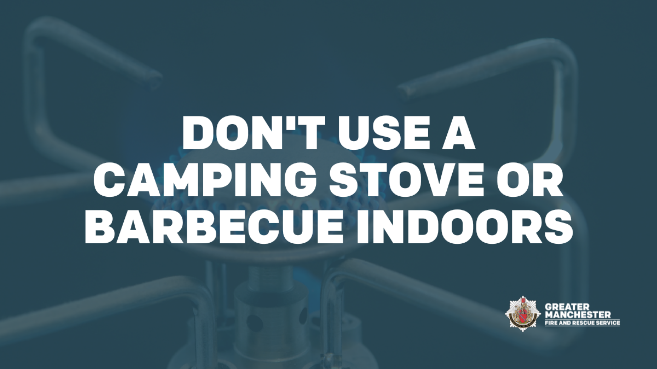 DON'T USE A
CAMPING STOVE OR
BARBECUE INDOORS
GREATER
MANCHESTER
FIRE AND RESCUE SERVICE